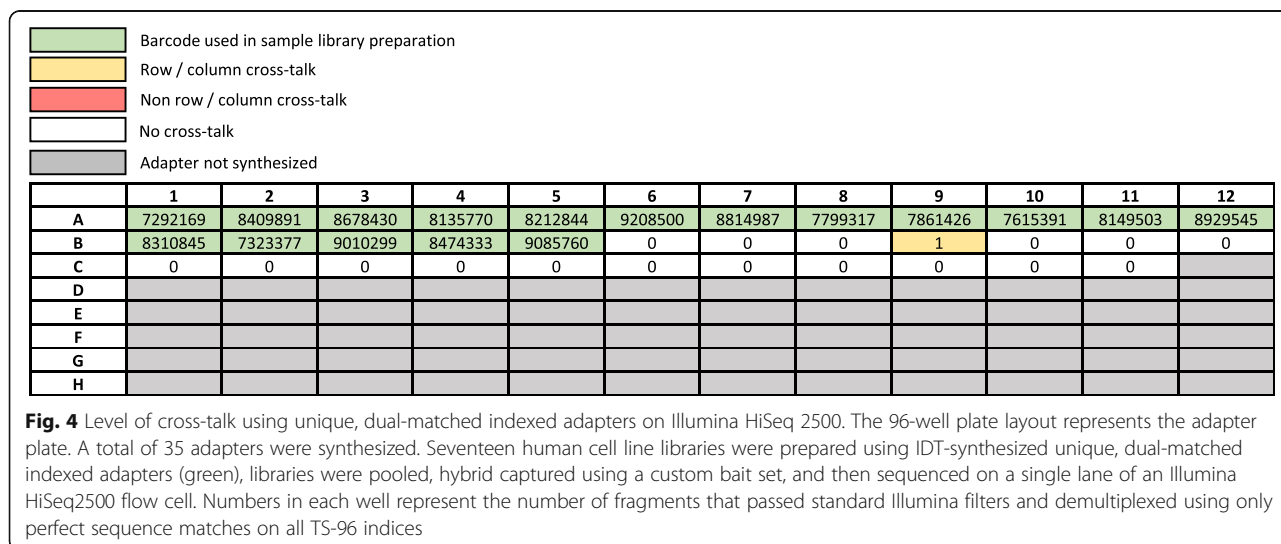 Barcode used in sample library preparation
Row / column cross-talk
Non row / column cross-talk
No cross-talk
Adapter not synthesized
1 2 3 4 5 6 7 8 9 10 11 12
A 7292169 8409891 8678430 8135770 8212844 9208500 8814987 7799317 7861426 7615391 8149503 8929545
B 8310845 7323377 9010299 8474333 9085760 0 0 0 1 0 0 0
C 0 0 0 0 0 0 0 0 0 0 0
D
E
F
G
H
Fig. 4 Level of cross-talk using unique, dual-matched indexed adapters on Illumina HiSeq 2500. The 96-well plate layout represents the adapter
plate. A total of 35 adapters were synthesized. Seventeen human cell line libraries were prepared using IDT-synthesized unique, dual-matched
indexed adapters (green), libraries were pooled, hybrid captured using a custom bait set, and then sequenced on a single lane of an Illumina
HiSeq2500 flow cell. Numbers in each well represent the number of fragments that passed standard Illumina filters and demultiplexed using only
perfect sequence matches on all TS-96 indices